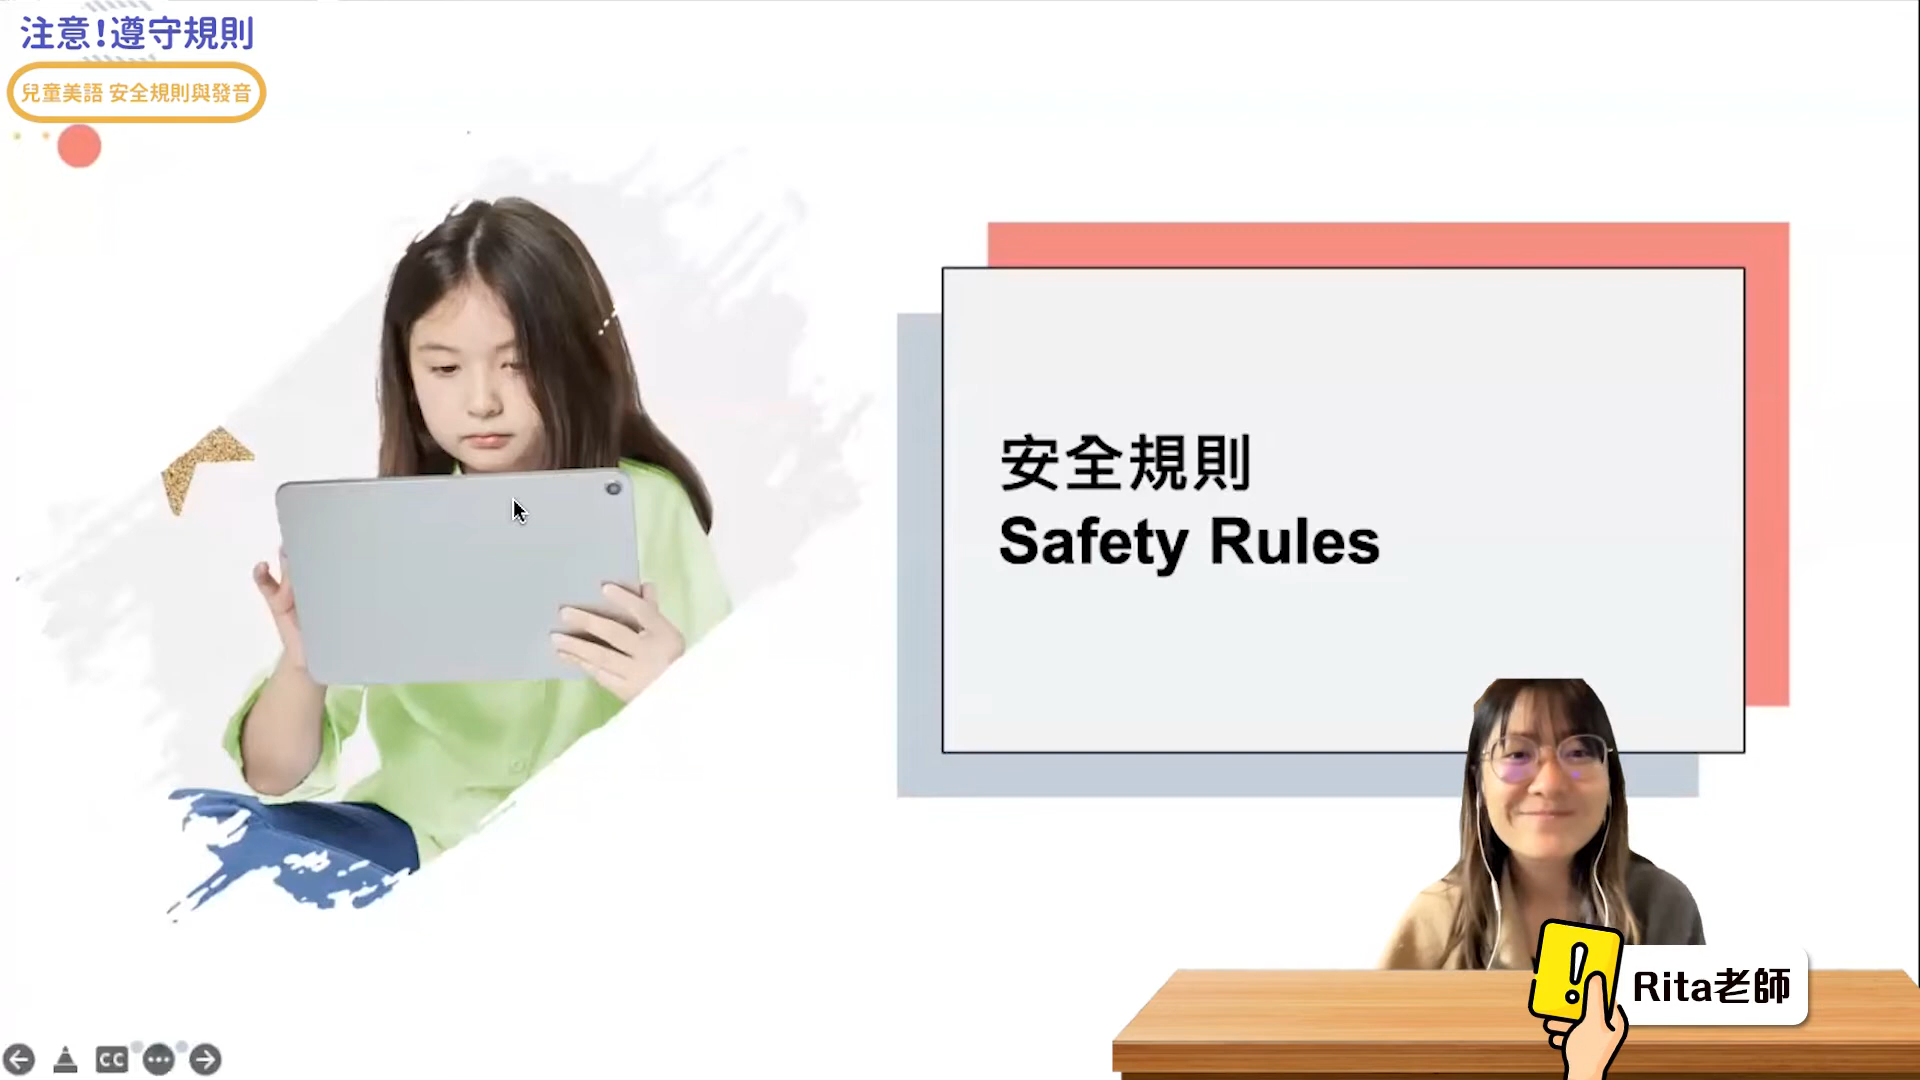 注意!遵守規則
兒童美語 安全規則與發音
安全規則
Safety Rules
Rita老師
CC